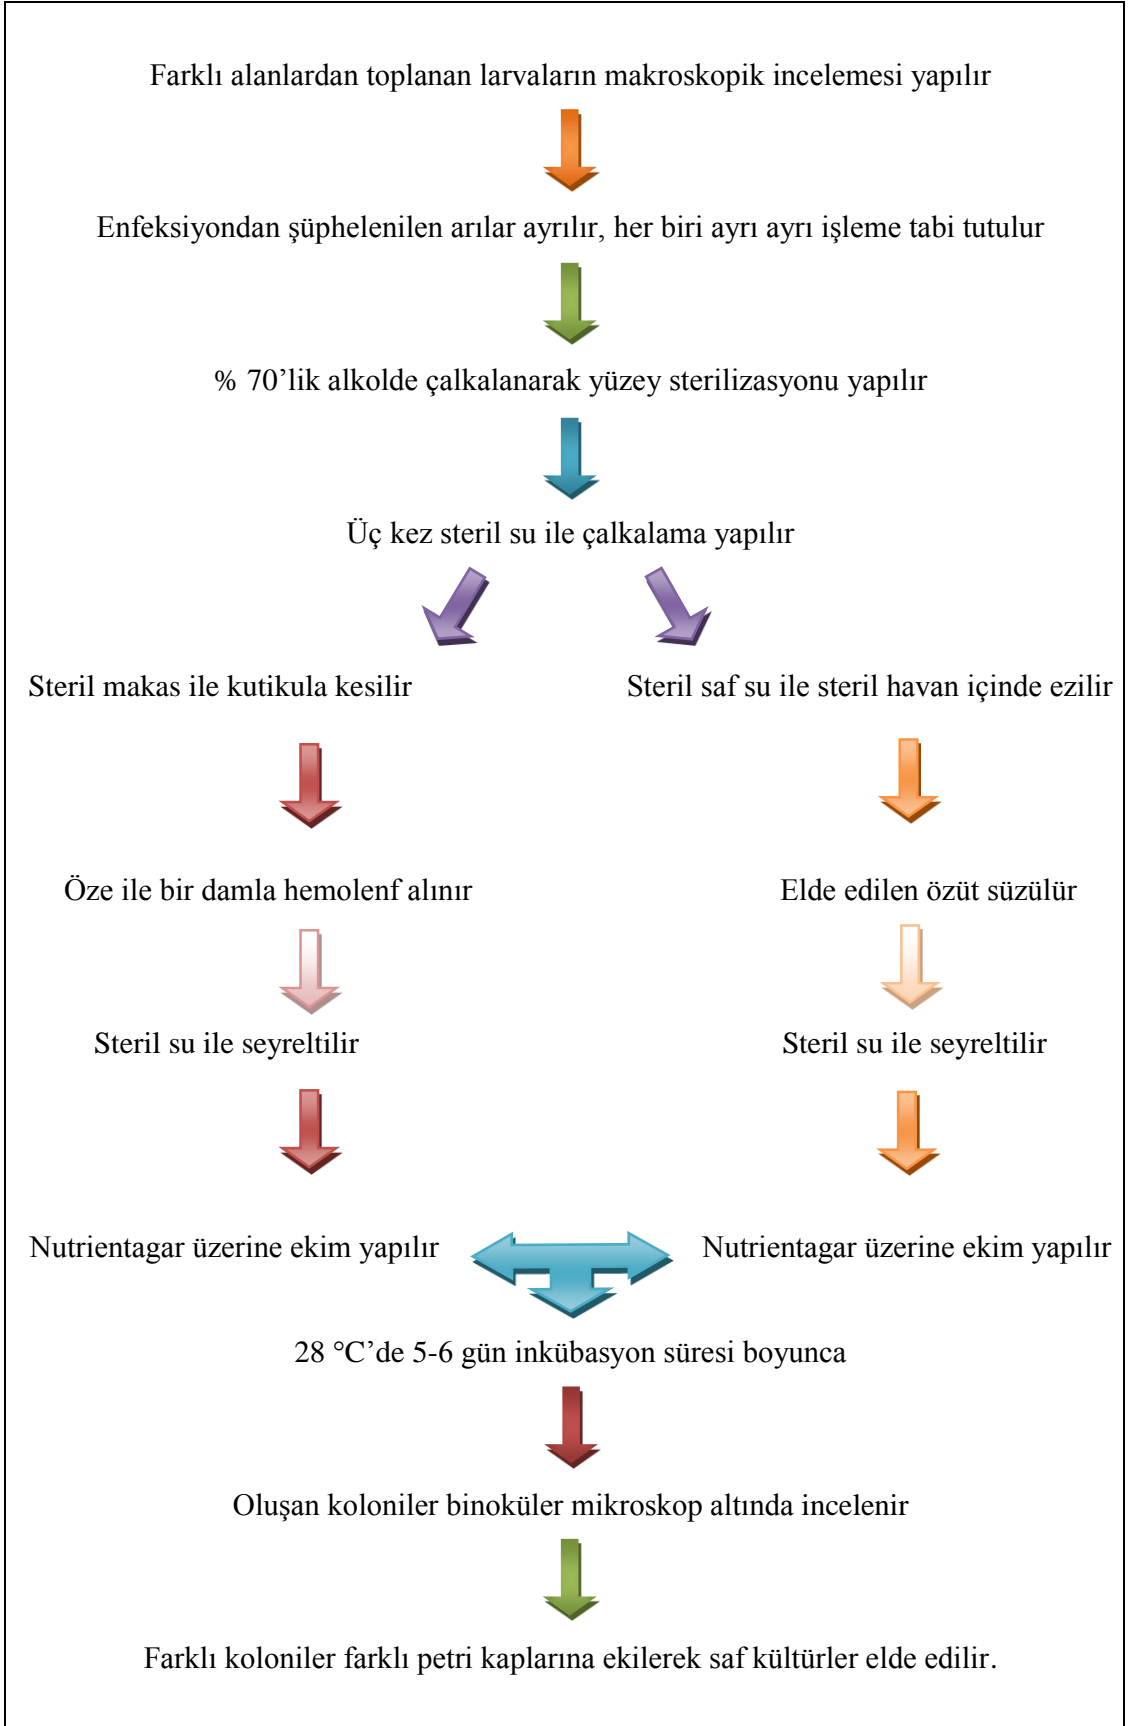 Farklı alanlardan toplanan larvaların makroskopik incelemesi yapılır
Enfeksiyondan şüphelenilen arılar ayrılır, her biri ayrı ayrı işleme tabi tutulur
% 70’lik alkolde çalkalanarak yüzey sterilizasyonu yapılır
Üç kez steril su ile çalkalama yapılır
Steril makas ile kutikula kesilir
Steril saf su ile steril havan içinde ezilir
Öze ile bir damla hemolenf alınır
Elde edilen özüt süzülür
Steril su ile seyreltilir
Steril su ile seyreltilir
Nutrientagar üzerine ekim yapılır
Nutrientagar üzerine ekim yapılır
28 °C’de 5-6 gün inkübasyon süresi boyunca
Oluşan koloniler binoküler mikroskop altında incelenir
Farklı koloniler farklı petri kaplarına ekilerek saf kültürler elde edilir.